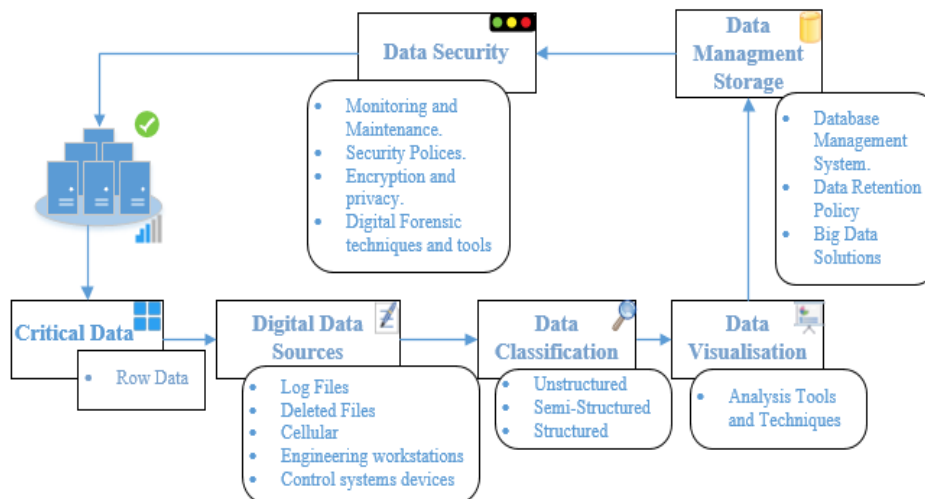 Data Security
• Monitoring and
Maintenance.
• Security Polices.
• Encryption and
privacy.
• Digital Forensic
techniques and tools
Data
Managment
Storage
• Database
Management
System.
• Data Retention
Policy
• Big Data
Solutions
Critical Data
• Row Data
Digital Data
Sources
• Log Files
• Deleted Files
• Cellular
• Engineering workstations
• Control systems devices
Data
Classification
• Unstructured
• Semi-Structured
• Structured
Data
Visualisation
• Analysis Tools
and Techniques